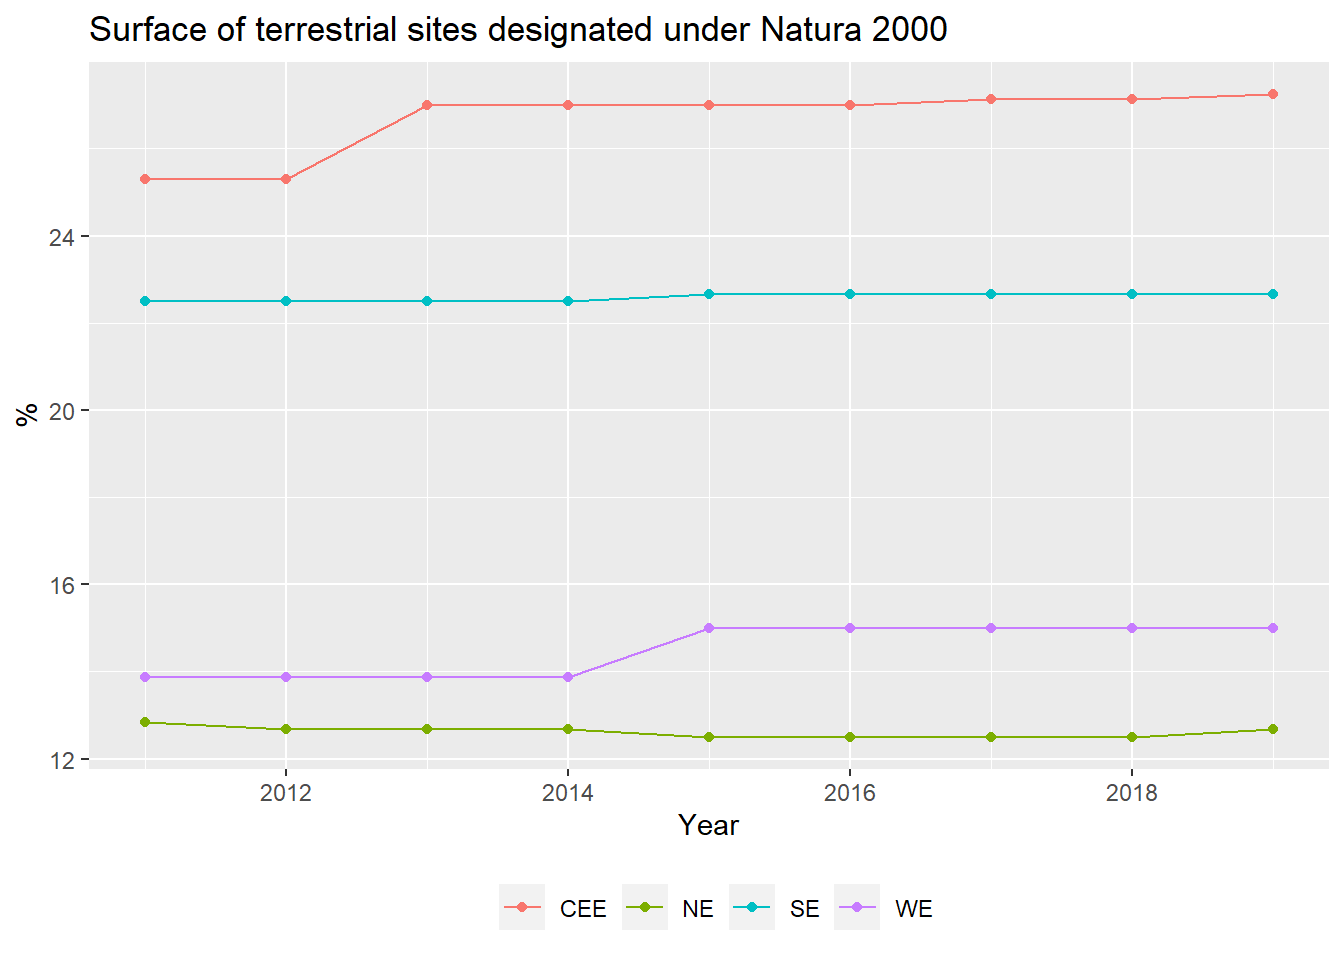 Surface of terrestrial sites designated under Natura 2000
%
24
20
16
12
2012 2014 2016 2018
Year
CEE NE SE WE